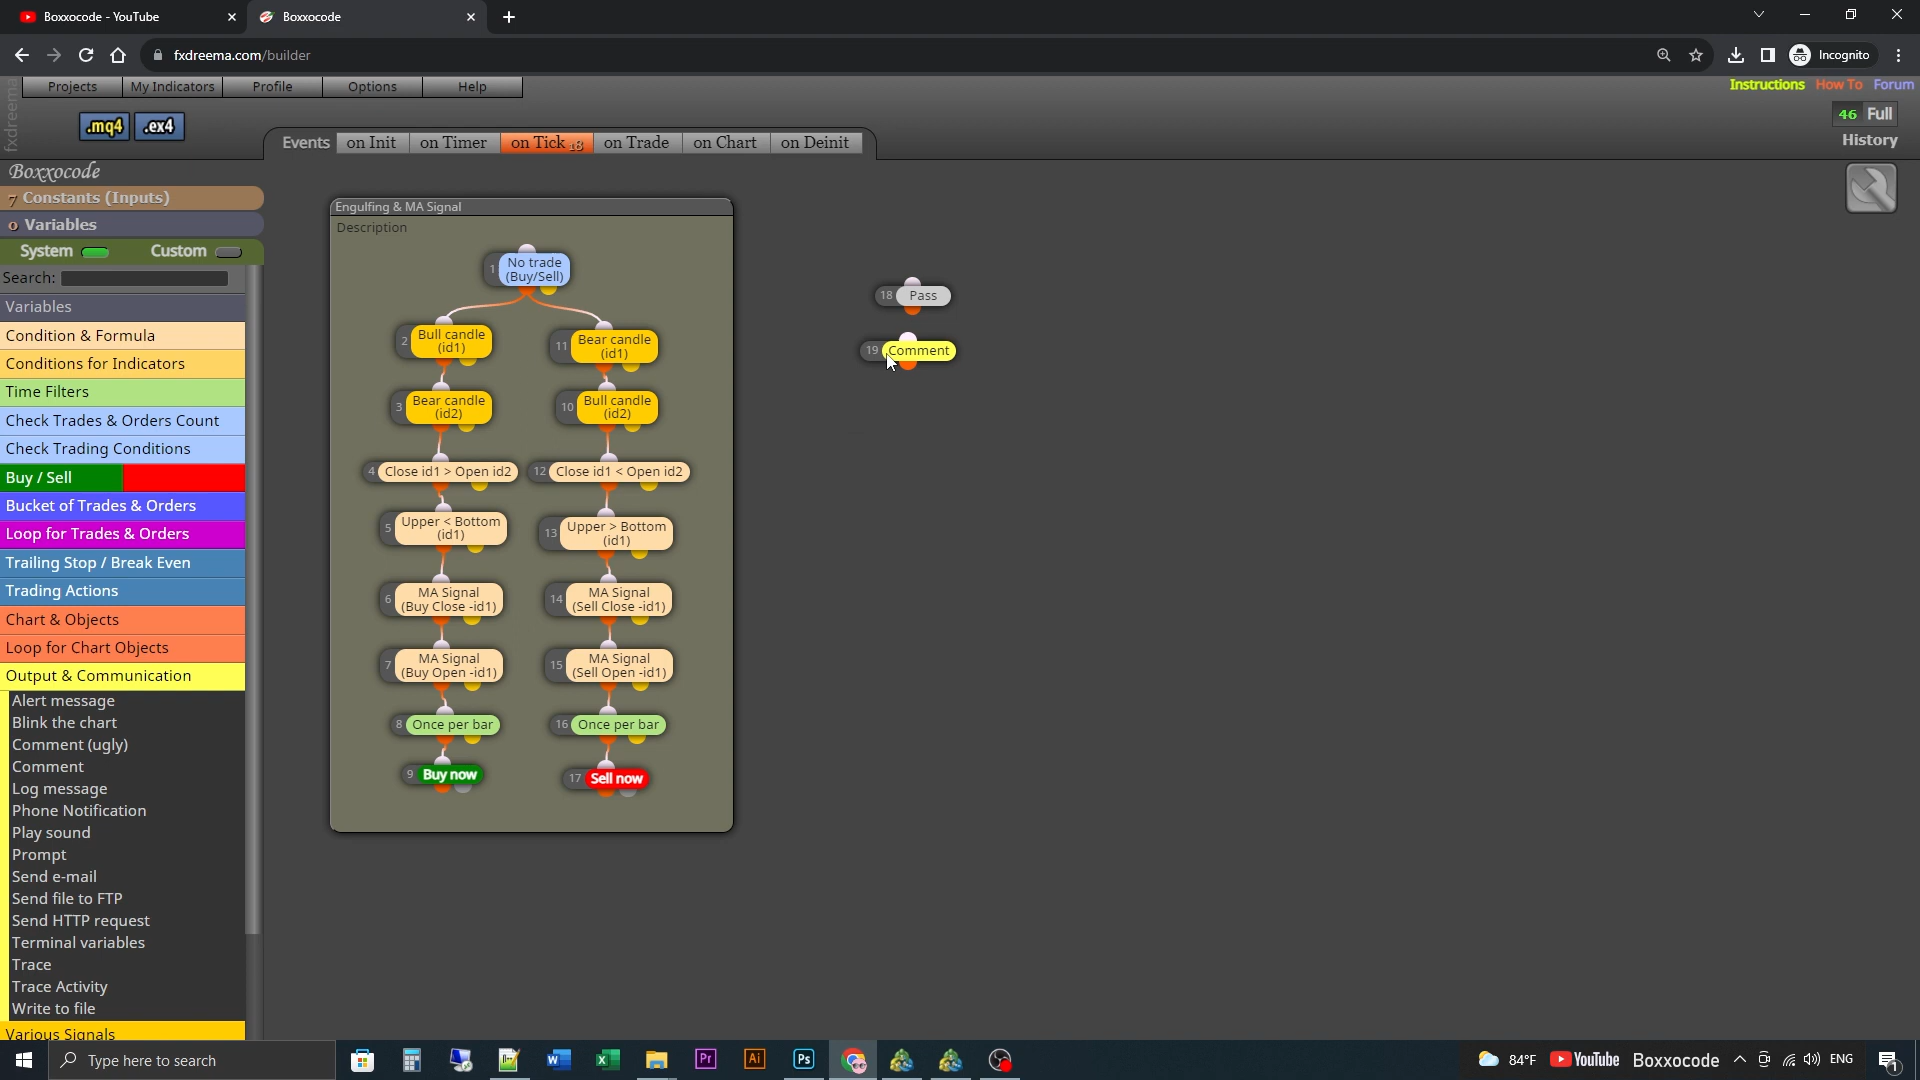 Boxxocode - YouTube
Boxxocode
fxdreema.com/builder
Incognito
fxdreema
Projects
My Indicators
Profile
Options
Help
Instructions
How To
Forum
.mq4
.ex4
46 Full
History
Events
on Init
on Timer
on Tick 18
on Trade
on Chart
on Deinit
Boxxocode
7 Constants (Inputs)
0 Variables
System
Custom
Search:
Variables
Condition & Formula
Conditions for Indicators
Time Filters
Check Trades & Orders Count
Check Trading Conditions
Buy / Sell
Bucket of Trades & Orders
Loop for Trades & Orders
Trailing Stop / Break Even
Trading Actions
Chart & Objects
Loop for Chart Objects
Output & Communication
Alert message
Blink the chart
Comment (ugly)
Comment
Log message
Phone Notification
Play sound
Prompt
Send e-mail
Send file to FTP
Send HTTP request
Terminal variables
Trace
Trace Activity
Write to file
Various Signals
Engulfing & MA Signal
Description
1 No trade
(Buy/Sell)
2 Bull candle
(id1)
11 Bear candle
(id1)
3 Bear candle
(id2)
10 Bull candle
(id2)
4 Close id1 > Open id2
12 Close id1 < Open id2
5 Upper < Bottom
(id1)
13 Upper > Bottom
(id1)
6 MA Signal
(Buy Close -id1)
14 MA Signal
(Sell Close -id1)
7 MA Signal
(Buy Open -id1)
15 MA Signal
(Sell Open -id1)
8 Once per bar
16 Once per bar
9 Buy now
17 Sell now
18 Pass
19 Comment
Type here to search
Pr
Ai
Ps
84°F
YouTube
Boxxocode
ENG
1